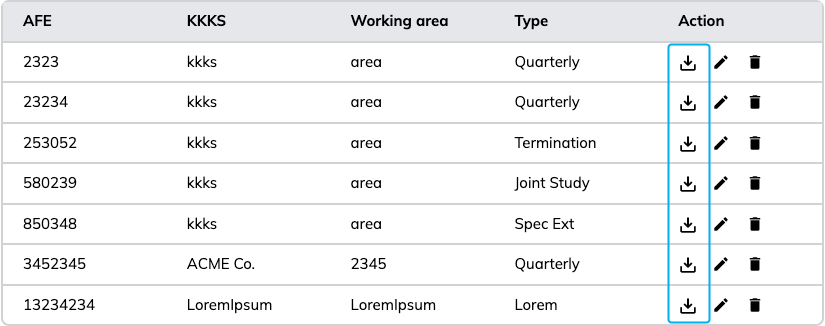 AFE KKKS Working area Type Action
2323 kkks area Quarterly
23234 kkks area Quarterly
253052 kkks area Termination
580239 kkks area Joint Study
850348 kkks area Spec Ext
3452345 ACME Co. 2345 Quarterly
13234234 LoremIpsum LoremIpsum Lorem